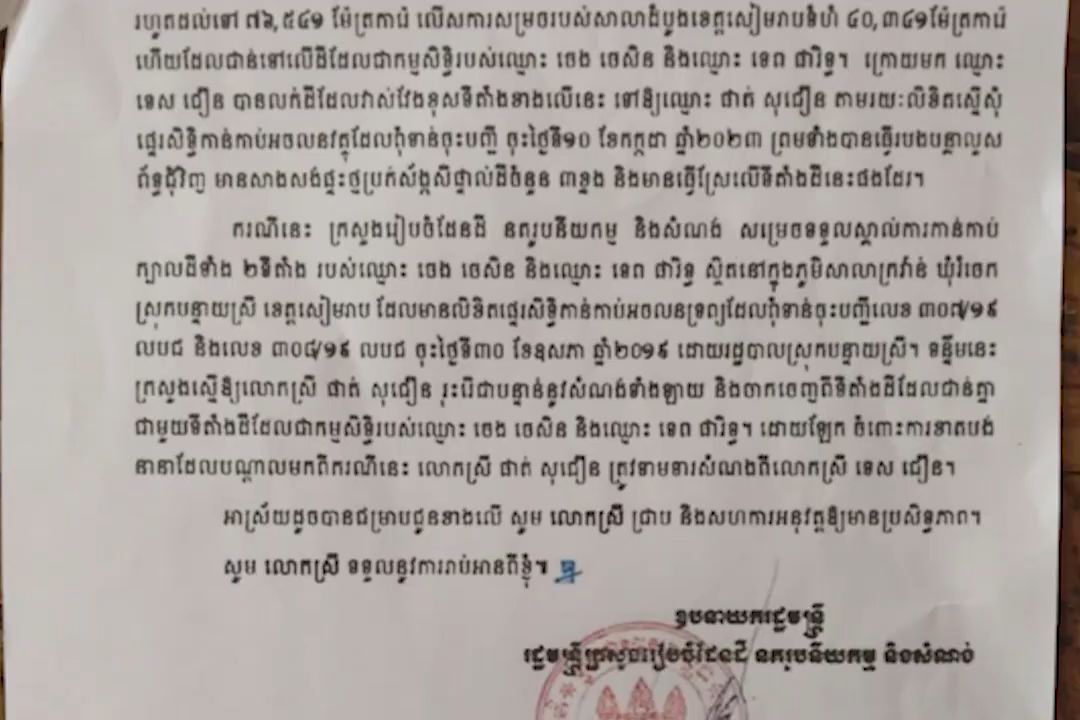 រហូតដល់ទៅ ៧៦,៥៤១ ម៉ែត្រការ៉េ លើសការសម្រេចរបស់សាលាដំបូងខេត្តសៀមរាបទំហំ ៤០,៣៤១ម៉ែត្រការ៉េ
ហើយដែលជាន់ទៅលើដីដែលជាកម្មសិទ្ធិរបស់ឈ្មោះ ចេង ចេសិន និងឈ្មោះ ទេព ផារិទ្ធ។ ក្រោយមក ឈ្មោះ
ទេស ជឿន បានលក់ដីដែលវាស់វែងខុសទីតាំងខាងលើនេះ ទៅឱ្យឈ្មោះ ផាត់ សុជឿន តាមរយៈលិខិតស្នើសុំ
ផ្ទេរសិទ្ធិកាន់កាប់អចលនវត្ថុដែលពុំទាន់ចុះបញ្ជី ចុះថ្ងៃទី១០ ខែកក្កដា ឆ្នាំ២០២៣ ព្រមទាំងបានធ្វើរបងបន្លាលួស
ព័ទ្ធជុំវិញ មានសាងសង់ផ្ទះថ្មប្រក់ស័ង្កសីផ្ទាល់ដីចំនួន ៣ខ្នង និងមានធ្វើស្រែលើទីតាំងដីនេះផងដែរ។
ករណីនេះ ក្រសួងរៀបចំដែនដី នគរូបនីយកម្ម និងសំណង់ សម្រេចទទួលស្គាល់ការកាន់កាប់
ក្បាលដីទាំង ២ទីតាំង របស់ឈ្មោះ ចេង ចេសិន និងឈ្មោះ ទេព ផារិទ្ធ ស្ថិតនៅក្នុងភូមិសាលាក្រវ៉ាន់ ឃុំរំចេក
ស្រុកបន្ទាយស្រី ខេត្តសៀមរាប ដែលមានលិខិតផ្ទេរសិទ្ធិកាន់កាប់អចលនទ្រព្យដែលពុំទាន់ចុះបញ្ជីលេខ ៣០៧/១៩
លបជ និងលេខ ៣០៨/១៩ លបជ ចុះថ្ងៃទី៣០ ខែឧសភា ឆ្នាំ២០១៩ ដោយរដ្ឋបាលស្រុកបន្ទាយស្រី។ ទន្ទឹមនេះ
ក្រសួងស្នើឱ្យលោកស្រី ផាត់ សុជឿន រុះរើជាបន្ទាន់នូវសំណង់ទាំងឡាយ និងចាកចេញពីទីតាំងដីដែលជាន់គ្នា
ជាមួយទីតាំងដីដែលជាកម្មសិទ្ធិរបស់ឈ្មោះ ចេង ចេសិន និងឈ្មោះ ទេព ផារិទ្ធ។ ដោយឡែក ចំពោះការខាតបង់
នានាដែលបណ្តាលមកពីករណីនេះ លោកស្រី ផាត់ សុជឿន ត្រូវទាមទារសំណងពីលោកស្រី ទេស ជឿន។
អាស្រ័យដូចបានជម្រាបជូនខាងលើ សូម លោកស្រី ជ្រាប និងសហការអនុវត្តឱ្យមានប្រសិទ្ធភាព។
សូម លោកស្រី ទទួលនូវការរាប់អានពីខ្ញុំ៕
ឧបនាយករដ្ឋមន្ត្រី
រដ្ឋមន្ត្រីក្រសួងរៀបចំដែនដី នគរូបនីយកម្ម និងសំណង់